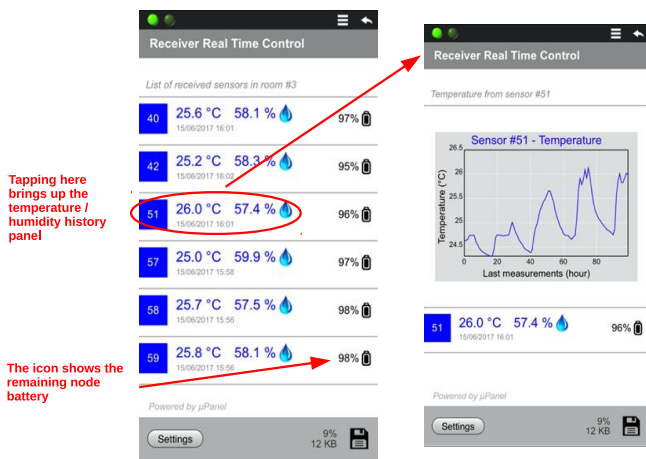 Receiver Real Time Control
List of received sensors in room #3
40 25.6 °C 58.1 % 97%
15/06/2017 16:01
42 25.2 °C 58.3 % 95%
15/06/2017 16:02
51 26.0 °C 57.4 % 96%
15/06/2017 16:01
57 25.0 °C 59.9 % 97%
15/06/2017 15:58
58 25.7 °C 57.5 % 98%
15/06/2017 15:56
59 25.8 °C 58.1 % 98%
15/06/2017 15:56
Powered by µPanel
Settings
9%
12 KB
Tapping here
brings up the
temperature /
humidity history
panel
The icon shows the
remaining node
battery
Receiver Real Time Control
Temperature from sensor #51
Sensor #51 - Temperature
Temperature (°C)
26.5
26
25.5
25
24.5
0 20 40 60 80
Last measurements (hour)
51 26.0 °C 57.4 % 96%
15/06/2017 16:01
Powered by µPanel
Settings
9%
12 KB